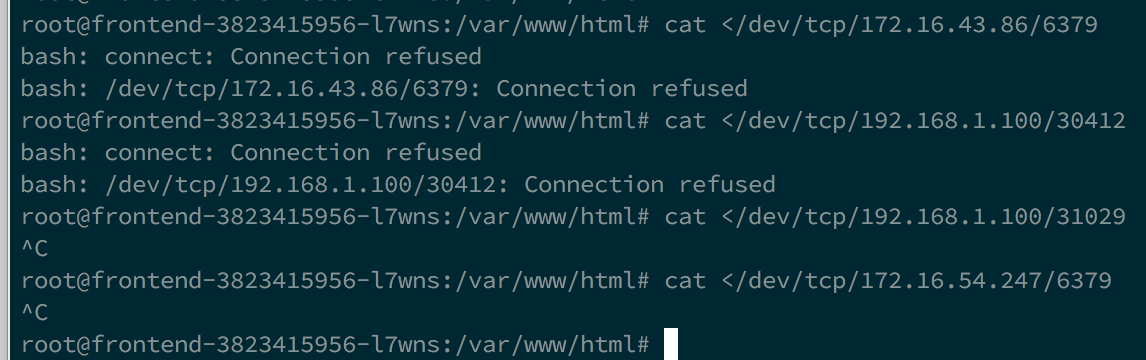 root@frontend-3823415956-l7wns:/var/www/html# cat </dev/tcp/172.16.43.86/6379
bash: connect: Connection refused
bash: /dev/tcp/172.16.43.86/6379: Connection refused
root@frontend-3823415956-l7wns:/var/www/html# cat </dev/tcp/192.168.1.100/30412
bash: connect: Connection refused
bash: /dev/tcp/192.168.1.100/30412: Connection refused
root@frontend-3823415956-l7wns:/var/www/html# cat </dev/tcp/192.168.1.100/31029
^C
root@frontend-3823415956-l7wns:/var/www/html# cat </dev/tcp/172.16.54.247/6379
^C
root@frontend-3823415956-l7wns:/var/www/html#